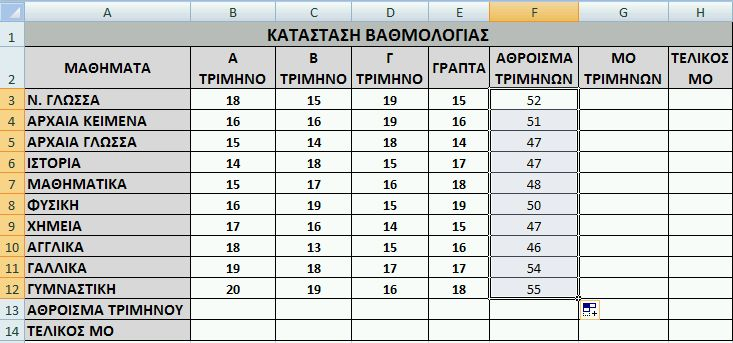 A B C D E F G H
1 ΚΑΤΑΣΤΑΣΗ ΒΑΘΜΟΛΟΓΙΑΣ
2 ΜΑΘΗΜΑΤΑ Α ΤΡΙΜΗΝΟ Β ΤΡΙΜΗΝΟ Γ ΤΡΙΜΗΝΟ ΓΡΑΠΤΑ ΑΘΡΟΙΣΜΑ ΤΡΙΜΗΝΩΝ ΜΟ ΤΡΙΜΗΝΩΝ ΤΕΛΙΚΟΣ ΜΟ
3 Ν. ΓΛΩΣΣΑ 18 15 19 15 52
4 ΑΡΧΑΙΑ ΚΕΙΜΕΝΑ 16 16 19 16 51
5 ΑΡΧΑΙΑ ΓΛΩΣΣΑ 15 14 18 14 47
6 ΙΣΤΟΡΙΑ 14 18 15 17 47
7 ΜΑΘΗΜΑΤΙΚΑ 15 17 16 18 48
8 ΦΥΣΙΚΗ 16 19 15 19 50
9 ΧΗΜΕΙΑ 17 16 14 15 47
10 ΑΓΓΛΙΚΑ 18 13 15 16 46
11 ΓΑΛΛΙΚΑ 19 18 17 17 54
12 ΓΥΜΝΑΣΤΙΚΗ 20 19 16 18 55
13 ΑΘΡΟΙΣΜΑ ΤΡΙΜΗΝΟΥ
14 ΤΕΛΙΚΟΣ ΜΟ